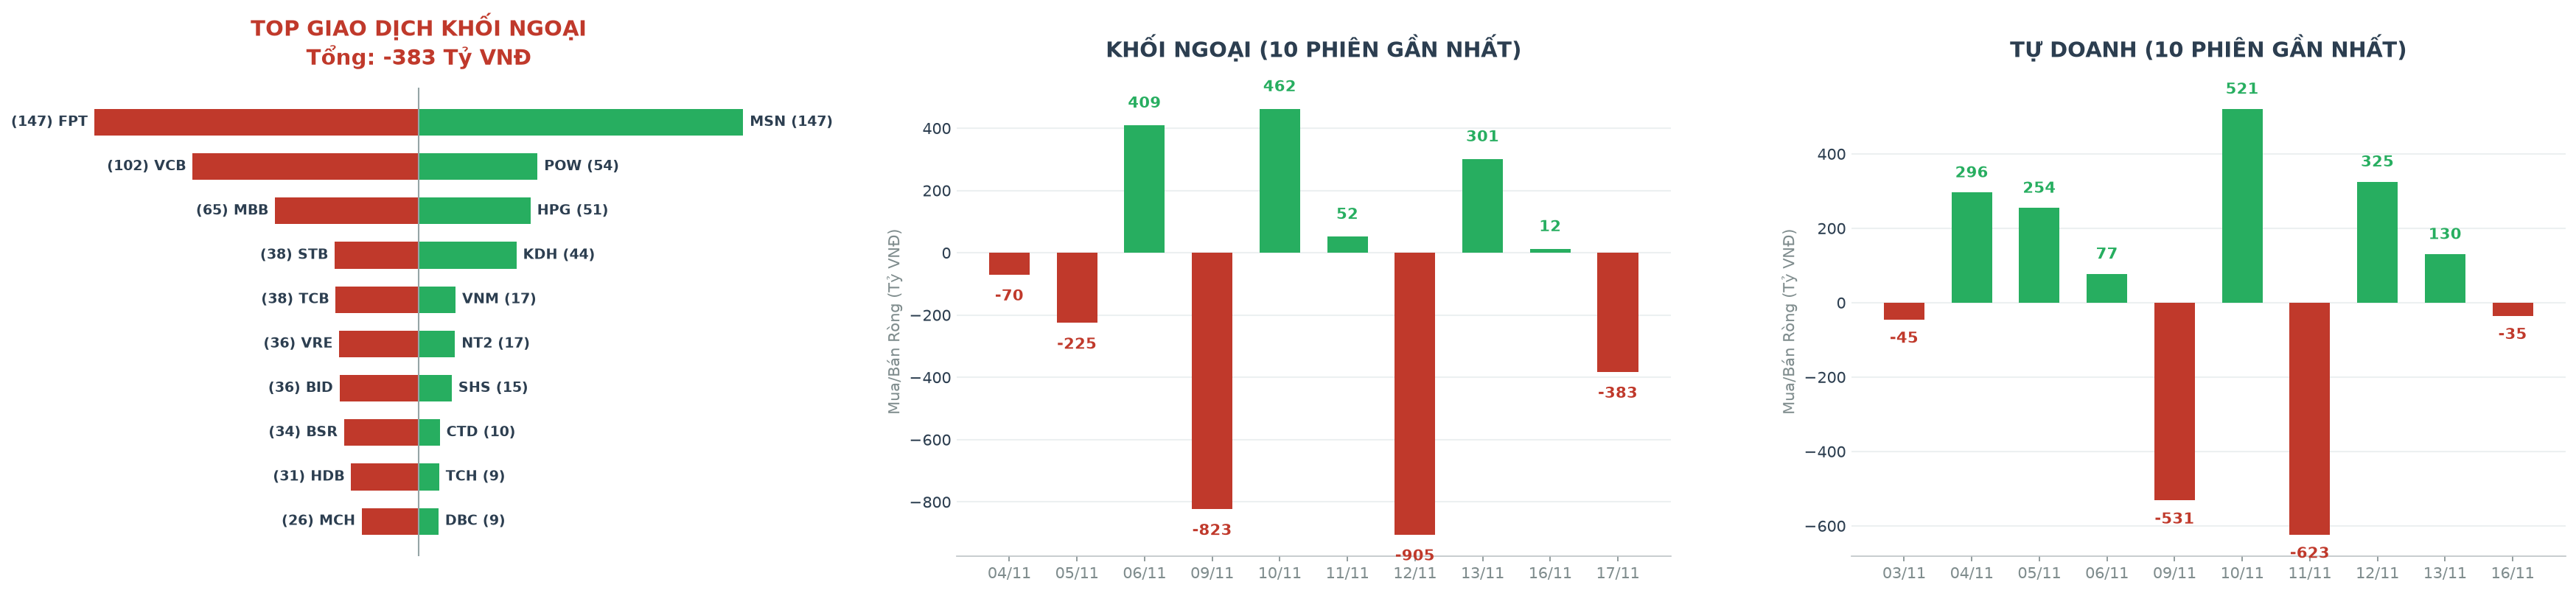 TOP GIAO DỊCH KHỐI NGOẠI
Tổng: -383 Tỷ VNĐ
(147) FPT
MSN (147)
(102) VCB
POW (54)
(65) MBB
HPG (51)
(38) STB
KDH (44)
(38) TCB
VNM (17)
(36) VRE
NT2 (17)
(36) BID
SHS (15)
(34) BSR
CTD (10)
(31) HDB
TCH (9)
(26) MCH
DBC (9)
KHỐI NGOẠI (10 PHIÊN GẦN NHẤT)
Mua/Bán Ròng (Tỷ VNĐ)
400
200
0
−200
−400
−600
−800
-70
-225
409
-823
462
52
-905
301
12
-383
04/11
05/11
06/11
09/11
10/11
11/11
12/11
13/11
16/11
17/11
TỰ DOANH (10 PHIÊN GẦN NHẤT)
Mua/Bán Ròng (Tỷ VNĐ)
400
200
0
−200
−400
−600
-45
296
254
77
-531
521
-623
325
130
-35
03/11
04/11
05/11
06/11
09/11
10/11
11/11
12/11
13/11
16/11